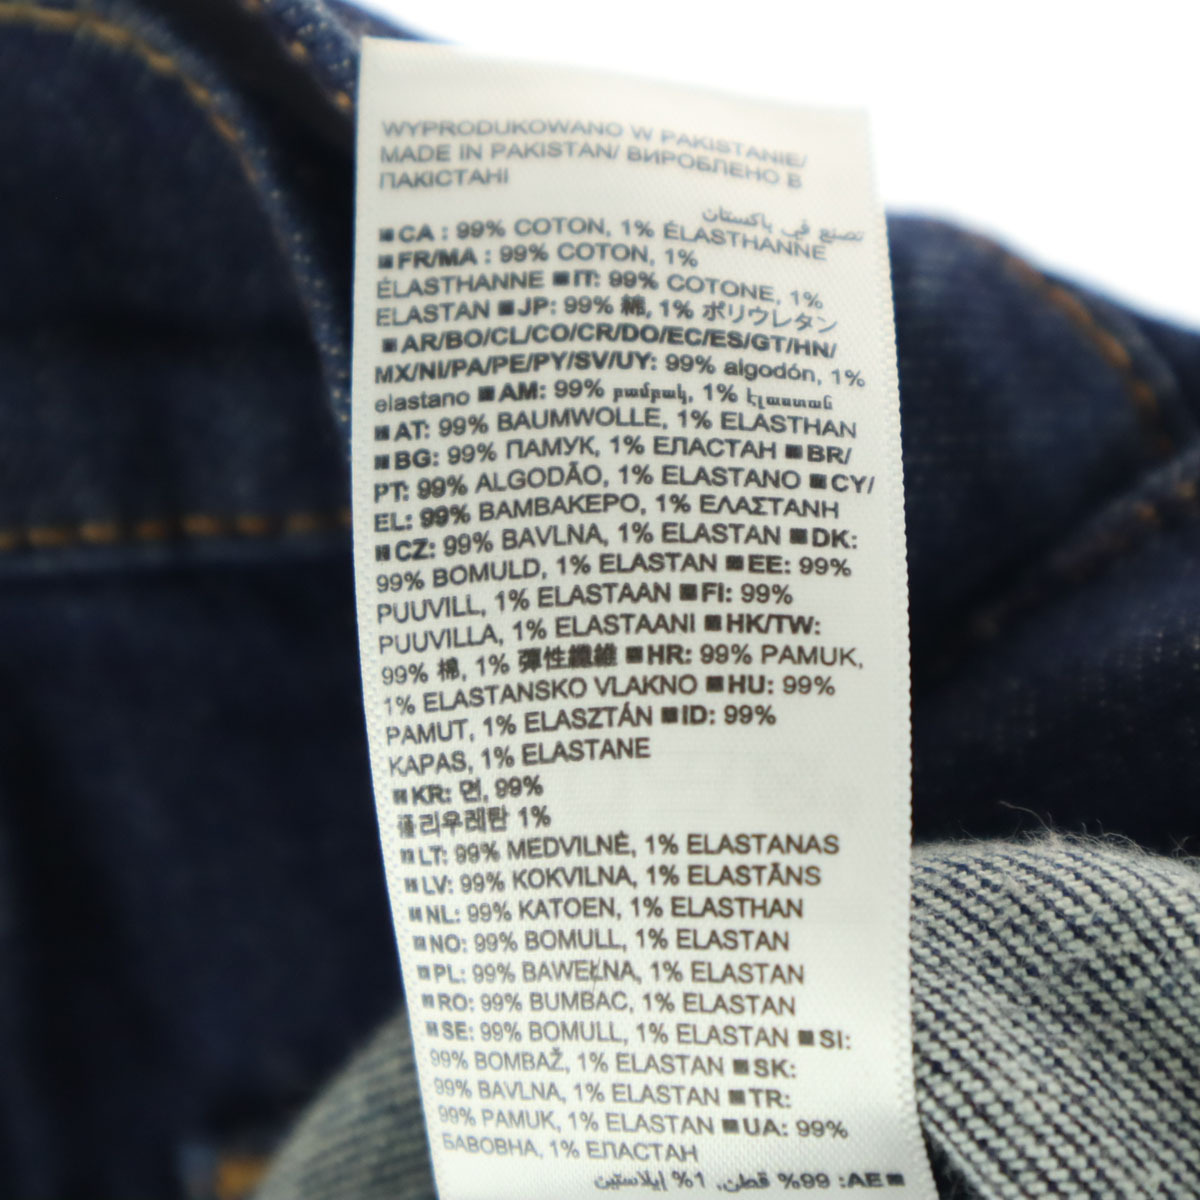 WYPRODUKOWANO W PAKISTANIE/
MADE IN PAKISTAN/ ВИРОБЛЕНО В
ПАКІСТАНІ
تصنع في باكستان
■CA : 99% COTON, 1% ÉLASTHANNE
■FR/MA : 99% COTON, 1%
ÉLASTHANNE ■IT: 99% COTONE, 1%
ELASTAN ■JP: 99% 綿, 1% ポリウレタン
■AR/BO/CL/CO/CR/DO/EC/ES/GT/HN/
MX/NI/PA/PE/PY/SV/UY: 99% algodón, 1%
elastano ■AM: 99% բամբակ, 1% էլաստան
■AT: 99% BAUMWOLLE, 1% ELASTHAN
■BG: 99% ПАМУК, 1% ЕЛАСТАН ■BR/
PT: 99% ALGODÃO, 1% ELASTANO ■CY/
EL: 99% ΒΑΜΒΑΚΕΡΟ, 1% ΕΛΑΣΤΑΝΗ
■CZ: 99% BAVLNA, 1% ELASTAN ■DK:
99% BOMULD, 1% ELASTAN ■EE: 99%
PUUVILL, 1% ELASTAAN ■FI: 99%
PUUVILLA, 1% ELASTAANI ■HK/TW:
99% 棉, 1% 彈性纖維 ■HR: 99% PAMUK,
1% ELASTANSKO VLAKNO ■HU: 99%
PAMUT, 1% ELASZTÁN ■ID: 99%
KAPAS, 1% ELASTANE
■KR: 면, 99%
폴리우레탄 1%
■LT: 99% MEDVILNĖ, 1% ELASTANAS
■LV: 99% KOKVILNA, 1% ELASTĀNS
■NL: 99% KATOEN, 1% ELASTHAN
■NO: 99% BOMULL, 1% ELASTAN
■PL: 99% BAWEŁNA, 1% ELASTAN
■RO: 99% BUMBAC, 1% ELASTAN
■SE: 99% BOMULL, 1% ELASTAN ■SI:
99% BOMBAŽ, 1% ELASTAN ■SK:
99% BAVLNA, 1% ELASTAN ■TR:
99% PAMUK, 1% ELASTAN ■UA: 99%
БАВОВНА, 1% ЕЛАСТАН
■AE: 99% قطن, 1% إيلاستين